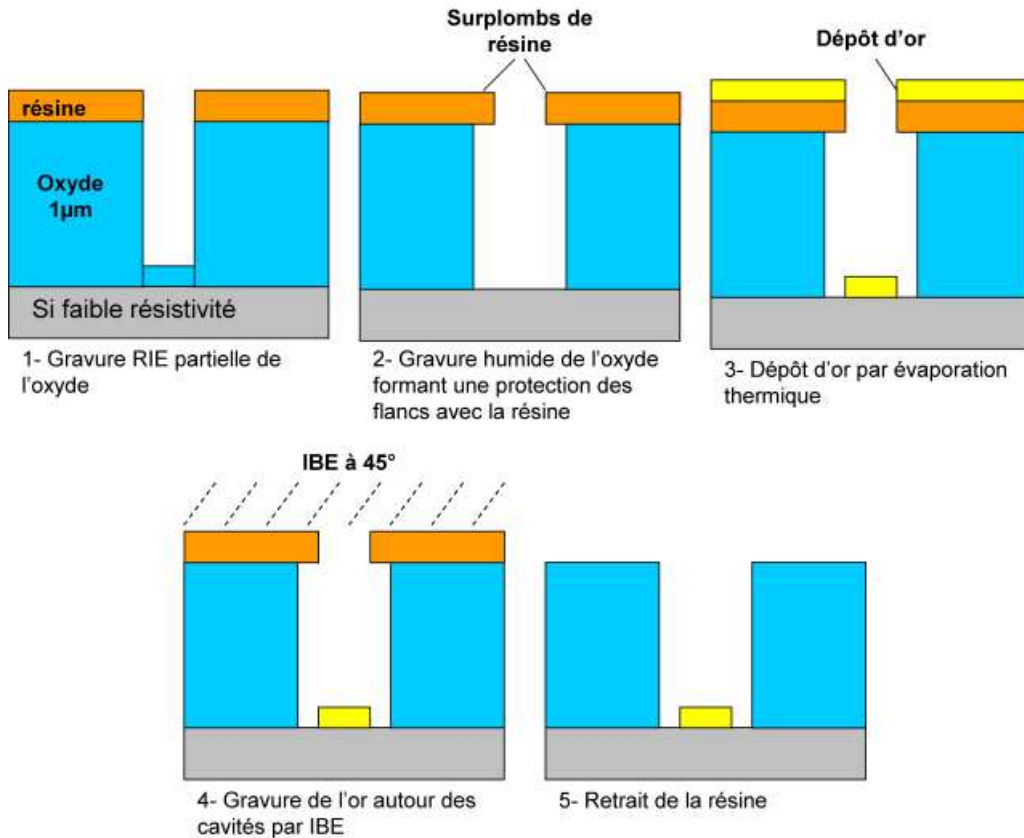 Surplombs de
résine
Dépôt d'or
résine
Oxyde
1µm
Si faible résistivité
1- Gravure RIE partielle de
l'oxyde
2- Gravure humide de l'oxyde
formant une protection des
flancs avec la résine
3- Dépôt d'or par évaporation
thermique
IBE à 45°
4- Gravure de l'or autour des
cavités par IBE
5- Retrait de la résine